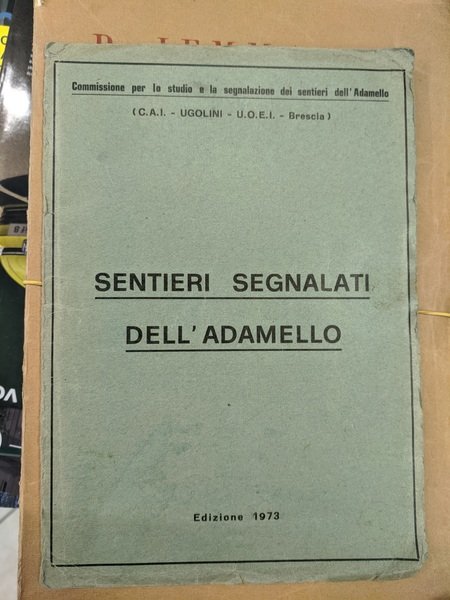 Commissione per lo studio e la segnalazione dei sentieri dell'Adamello
(C.A.I. - UGOLINI - U.O.E.I. - Brescia)
SENTIERI SEGNALATI
DELL'ADAMELLO
Edizione 1973